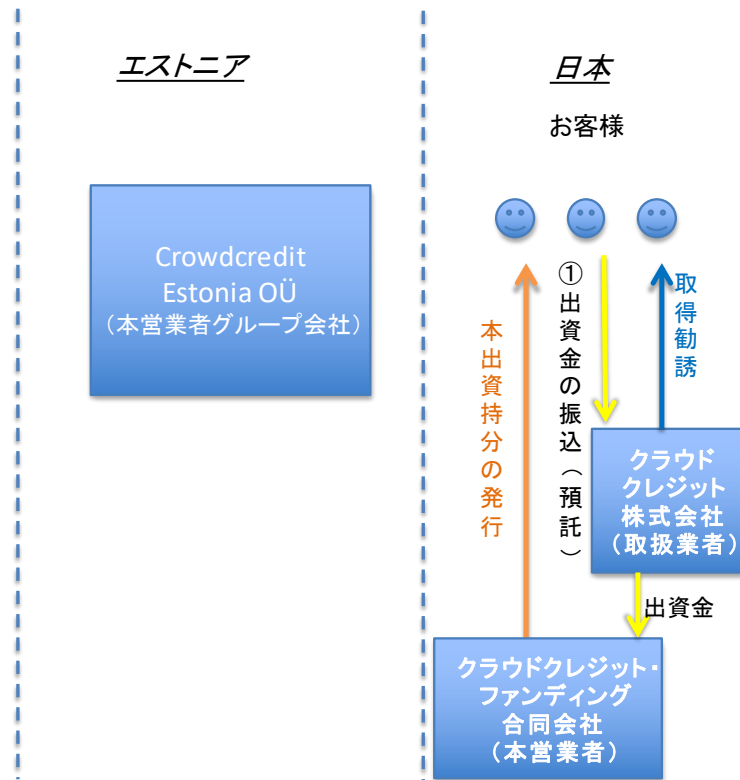 エストニア
日本
お客様
Crowdcredit
Estonia OÜ
（本営業者グループ会社）
①出資金の振込（預託）
取得勧誘
本出資持分の発行
クラウド
クレジット
株式会社
（取扱業者）
出資金
クラウドクレジット・
ファンディング
合同会社
（本営業者）